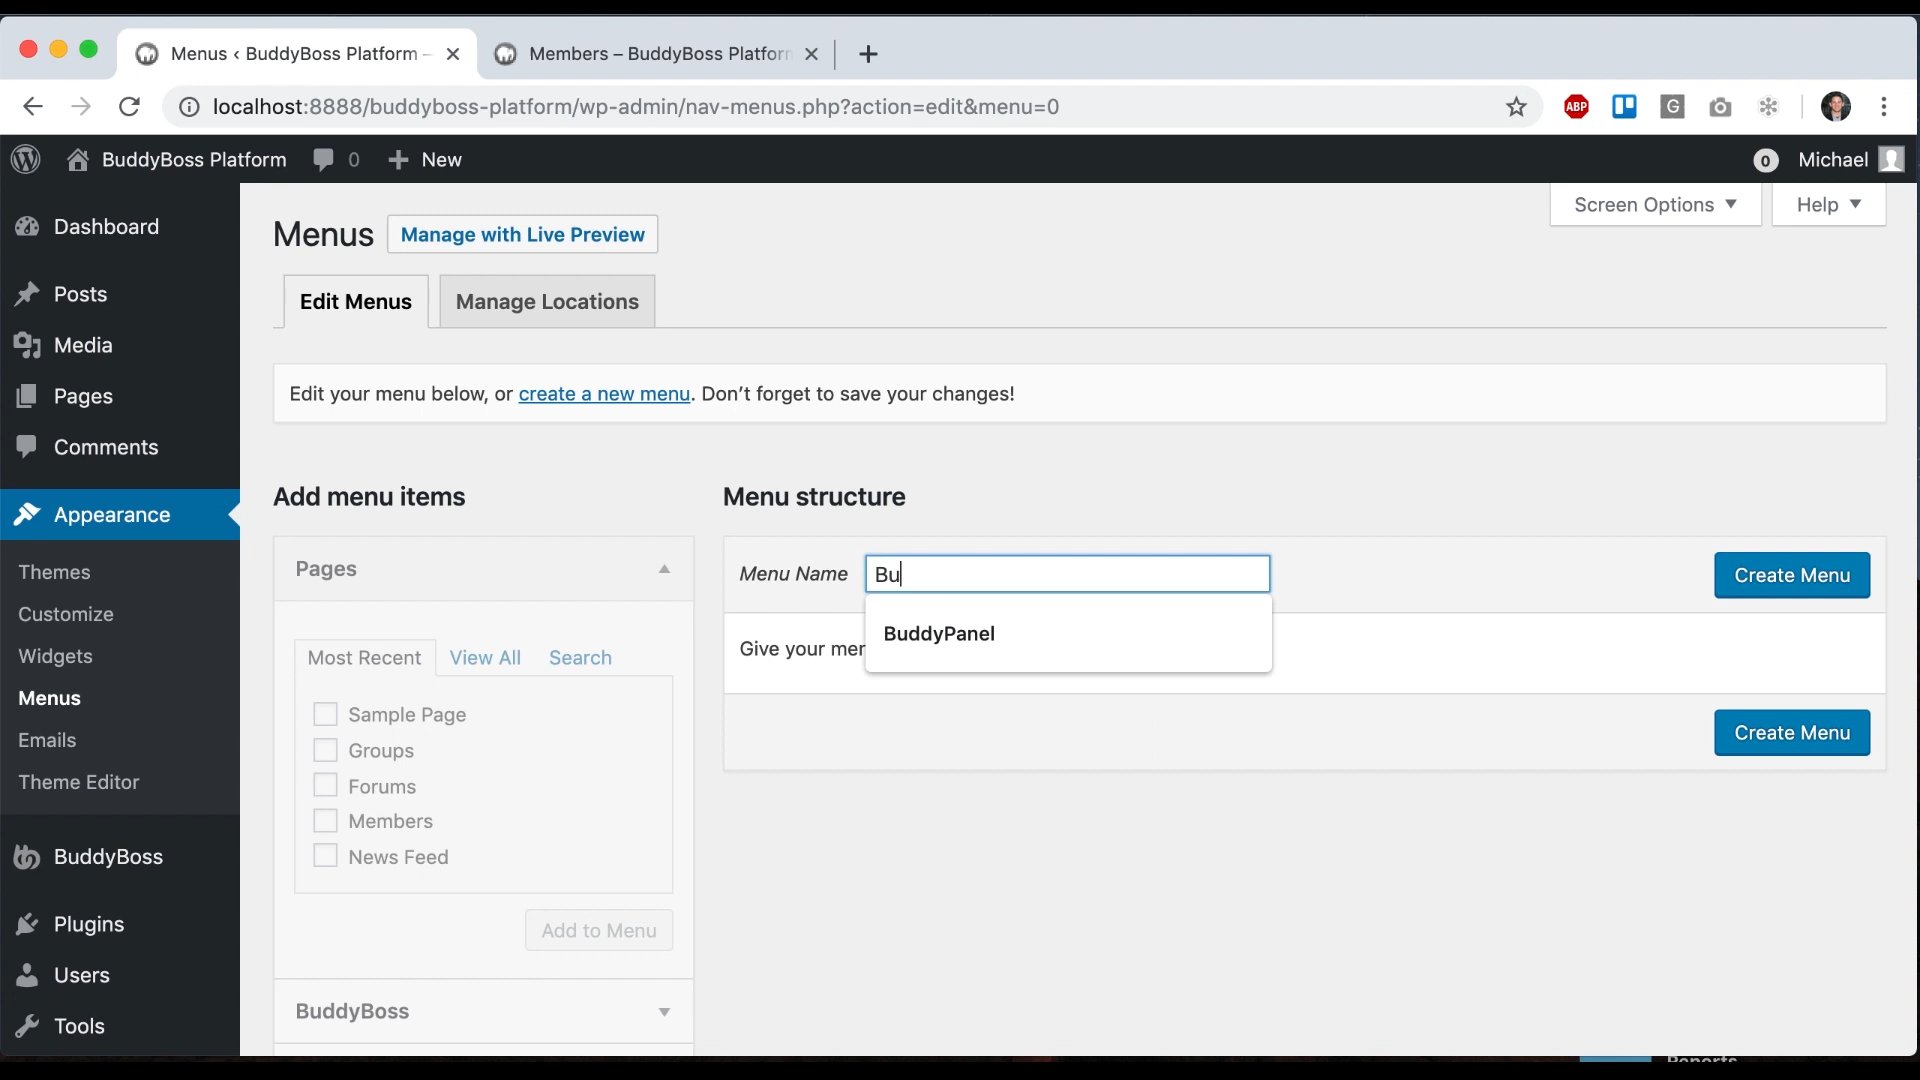 Menus ‹ BuddyBoss Platform –
Members – BuddyBoss Platform
localhost:8888/buddyboss-platform/wp-admin/nav-menus.php?action=edit&menu=0
ABP
G
BuddyBoss Platform
0
New
0
Michael
Screen Options
Help
Menus
Manage with Live Preview
Edit Menus
Manage Locations
Edit your menu below, or create a new menu. Don’t forget to save your changes!
Dashboard
Posts
Media
Pages
Comments
Appearance
Themes
Customize
Widgets
Menus
Emails
Theme Editor
BuddyBoss
Plugins
Users
Tools
Add menu items
Pages
Most Recent
View All
Search
Sample Page
Groups
Forums
Members
News Feed
Add to Menu
BuddyBoss
Menu structure
Menu Name
Bu
Create Menu
BuddyPanel
Give your
Create Menu